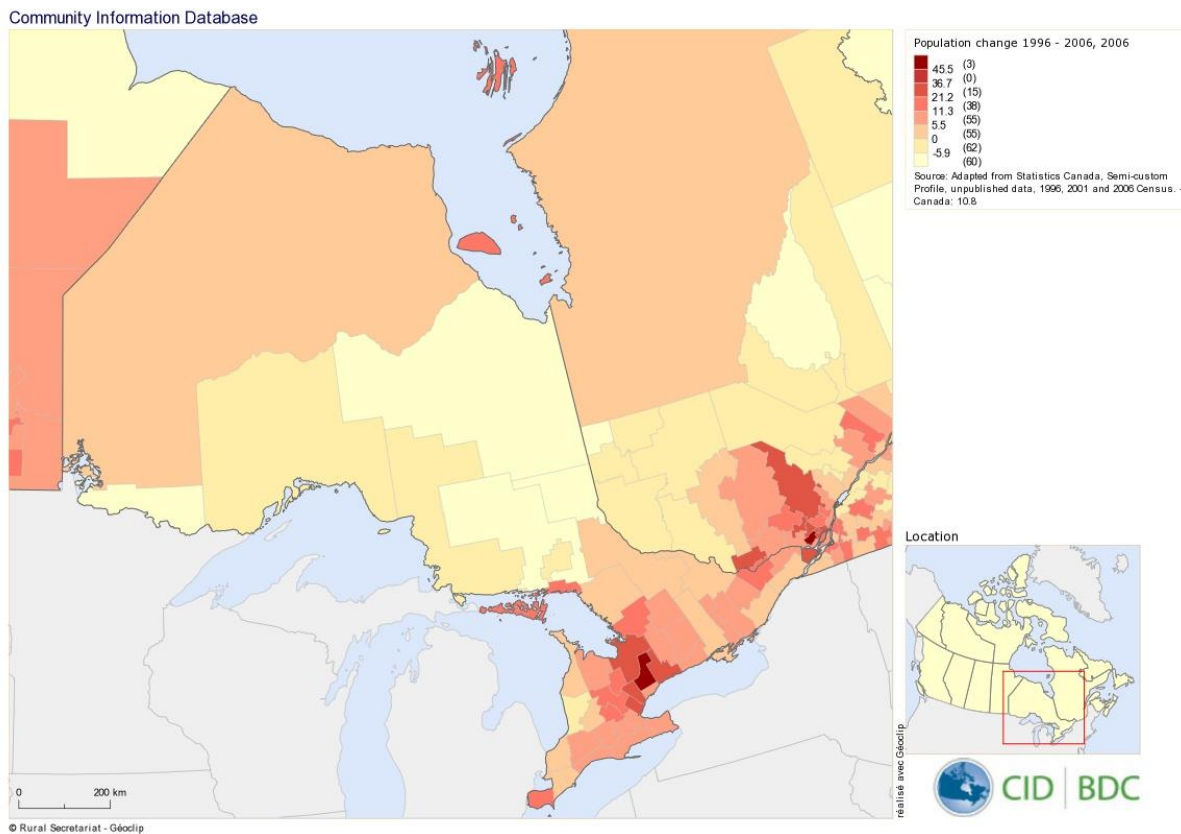 Community Information Database
Population change 1996 - 2006, 2006
(3)
45.5
(0)
36.7
(15)
21.2
(38)
11.3
(55)
5.5
(55)
0
(62)
-5.9
(60)
Source: Adapted from Statistics Canada, Semi-custom
Profile, unpublished data, 1996, 2001 and 2006 Census. -
Canada: 10.8
Location
réalisé avec Géoclip
CID | BDC
0 200 km
© Rural Secretariat - Géoclip